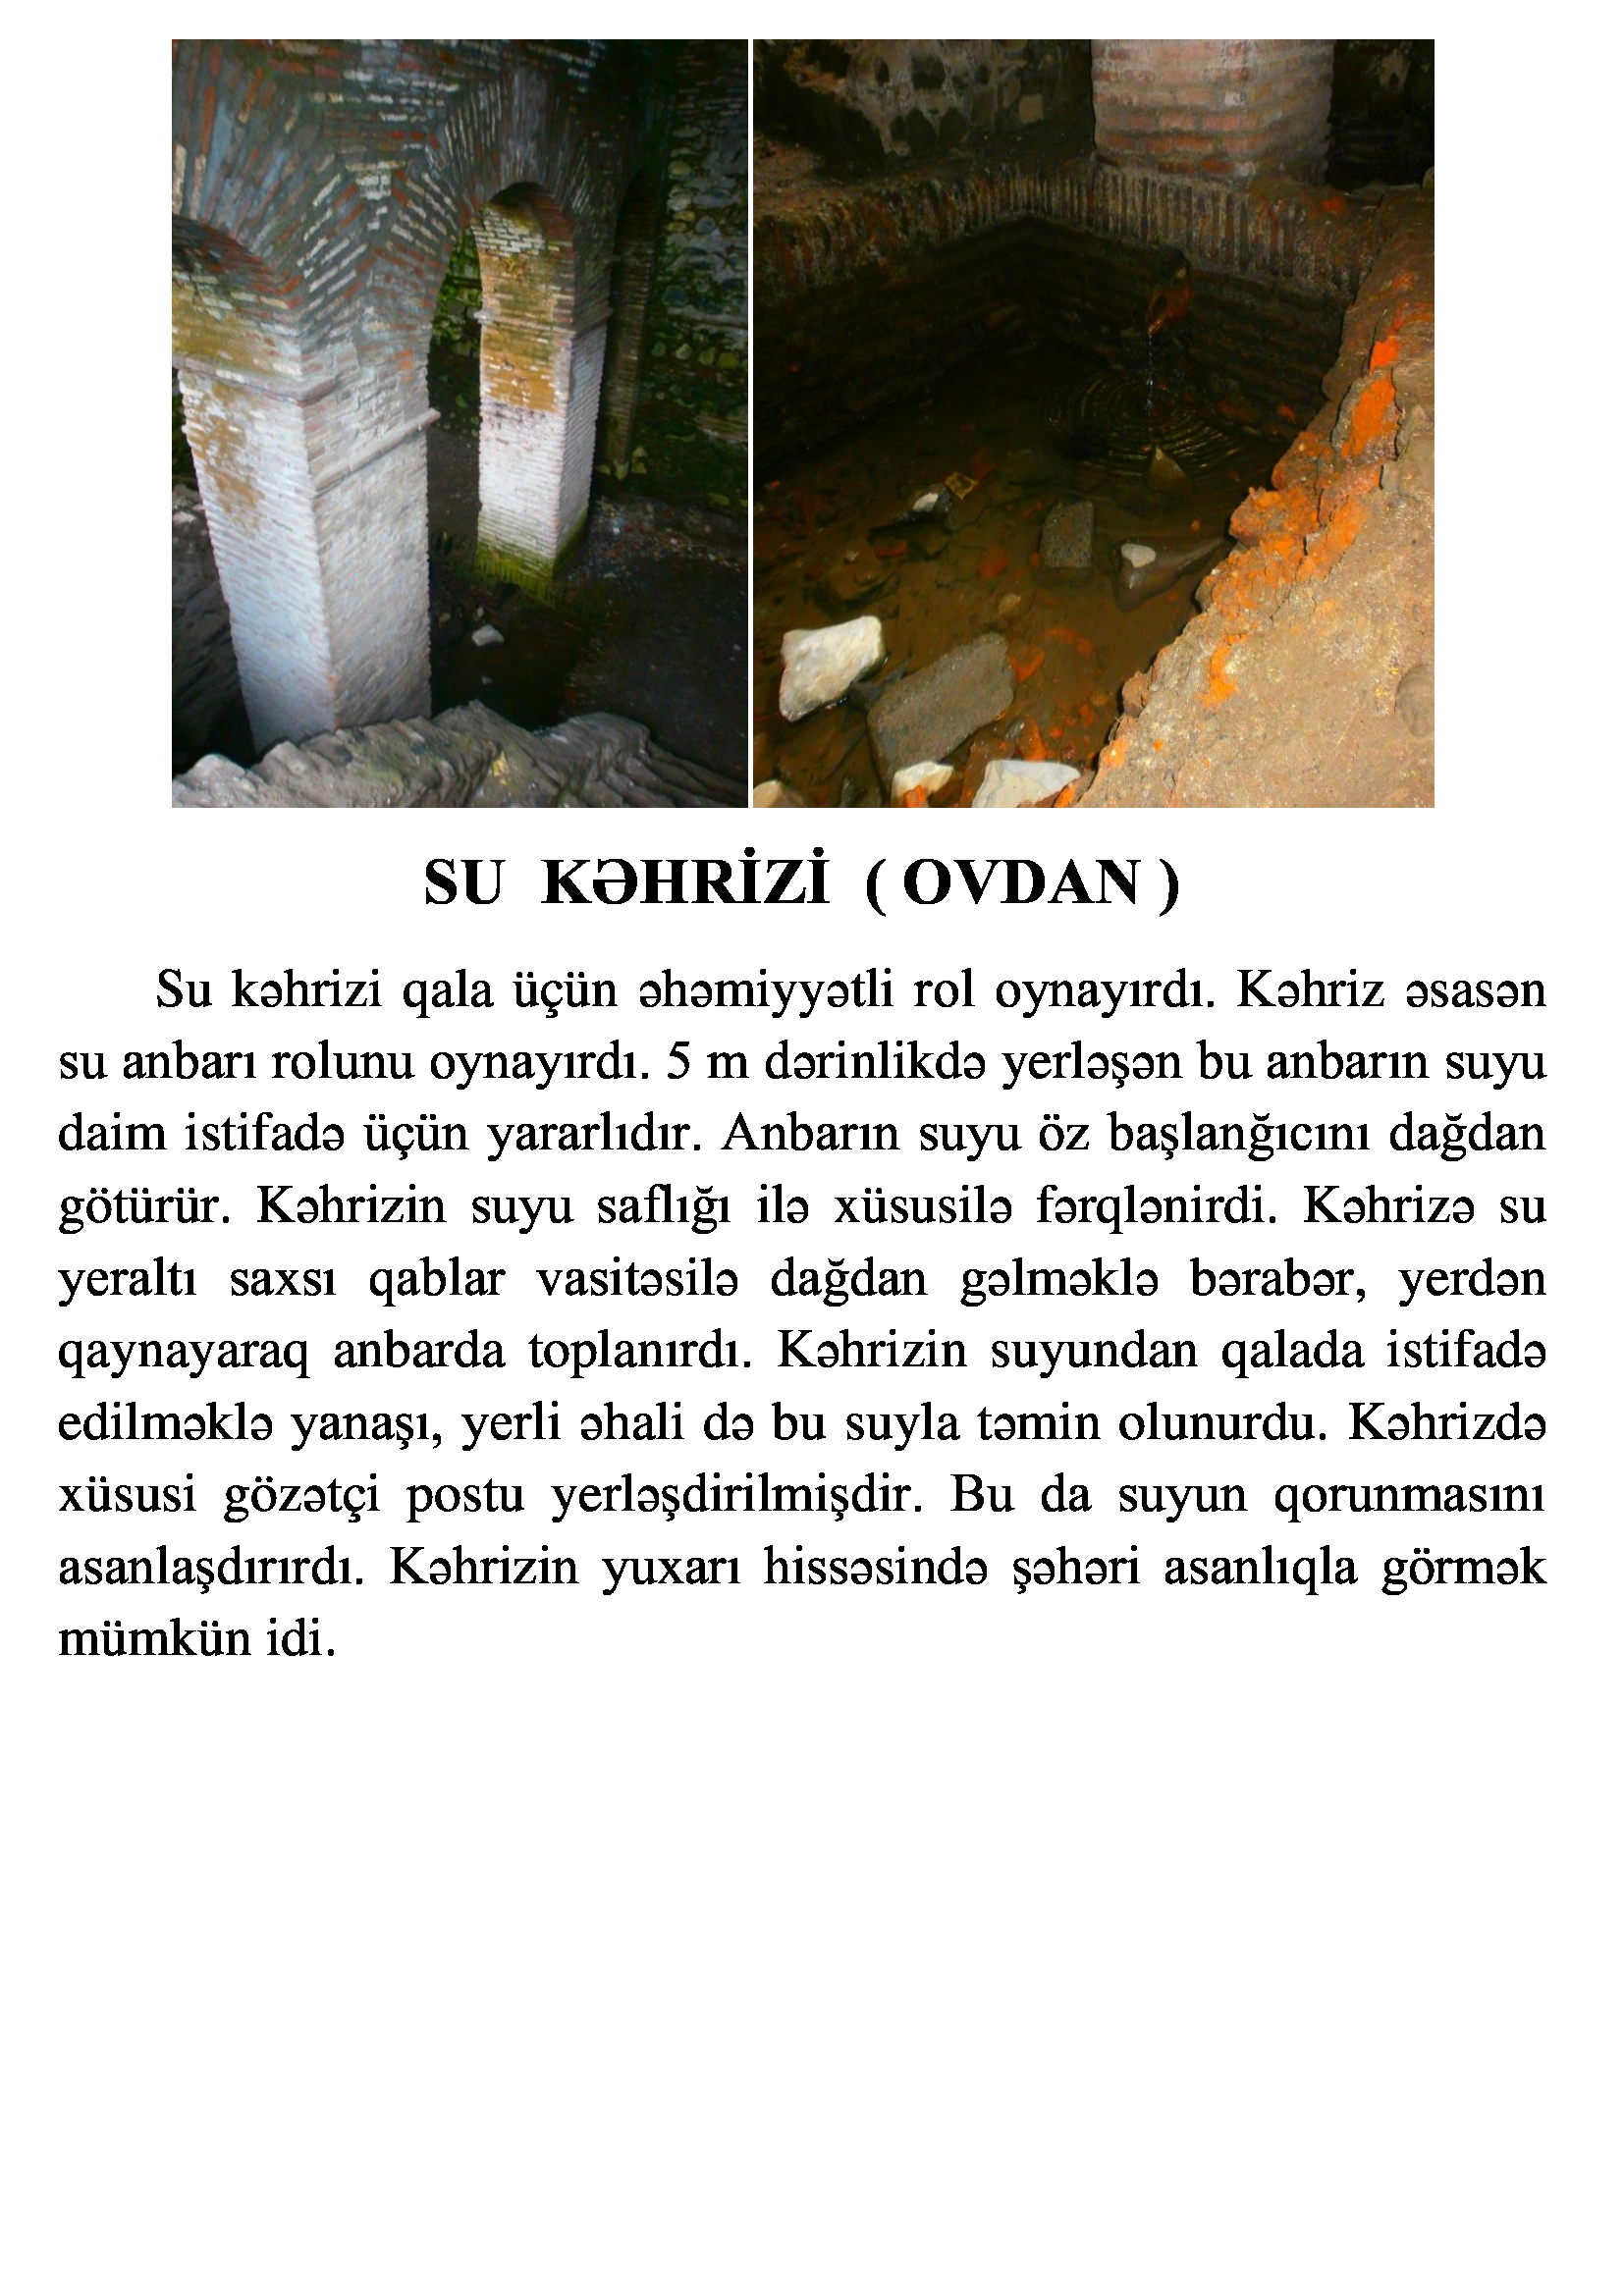 SU KƏHRİZİ ( OVDAN )
Su kəhrizi qala üçün əhəmiyyətli rol oynayırdı. Kəhriz əsasən
su anbarı rolunu oynayırdı. 5 m dərinlikdə yerləşən bu anbarın suyu
daim istifadə üçün yararlıdır. Anbarın suyu öz başlanğıcını dağdan
götürür. Kəhrizin suyu saflığı ilə xüsusilə fərqlənirdi. Kəhrizə su
yeraltı saxsı qablar vasitəsilə dağdan gəlməklə bərabər, yerdən
qaynayaraq anbarda toplanırdı. Kəhrizin suyundan qalada istifadə
edilməklə yanaşı, yerli əhali də bu suyla təmin olunurdu. Kəhrizdə
xüsusi gözətçi postu yerləşdirilmişdir. Bu da suyun qorunmasını
asanlaşdırırdı. Kəhrizin yuxarı hissəsində şəhəri asanlıqla görmək
mümkün idi.